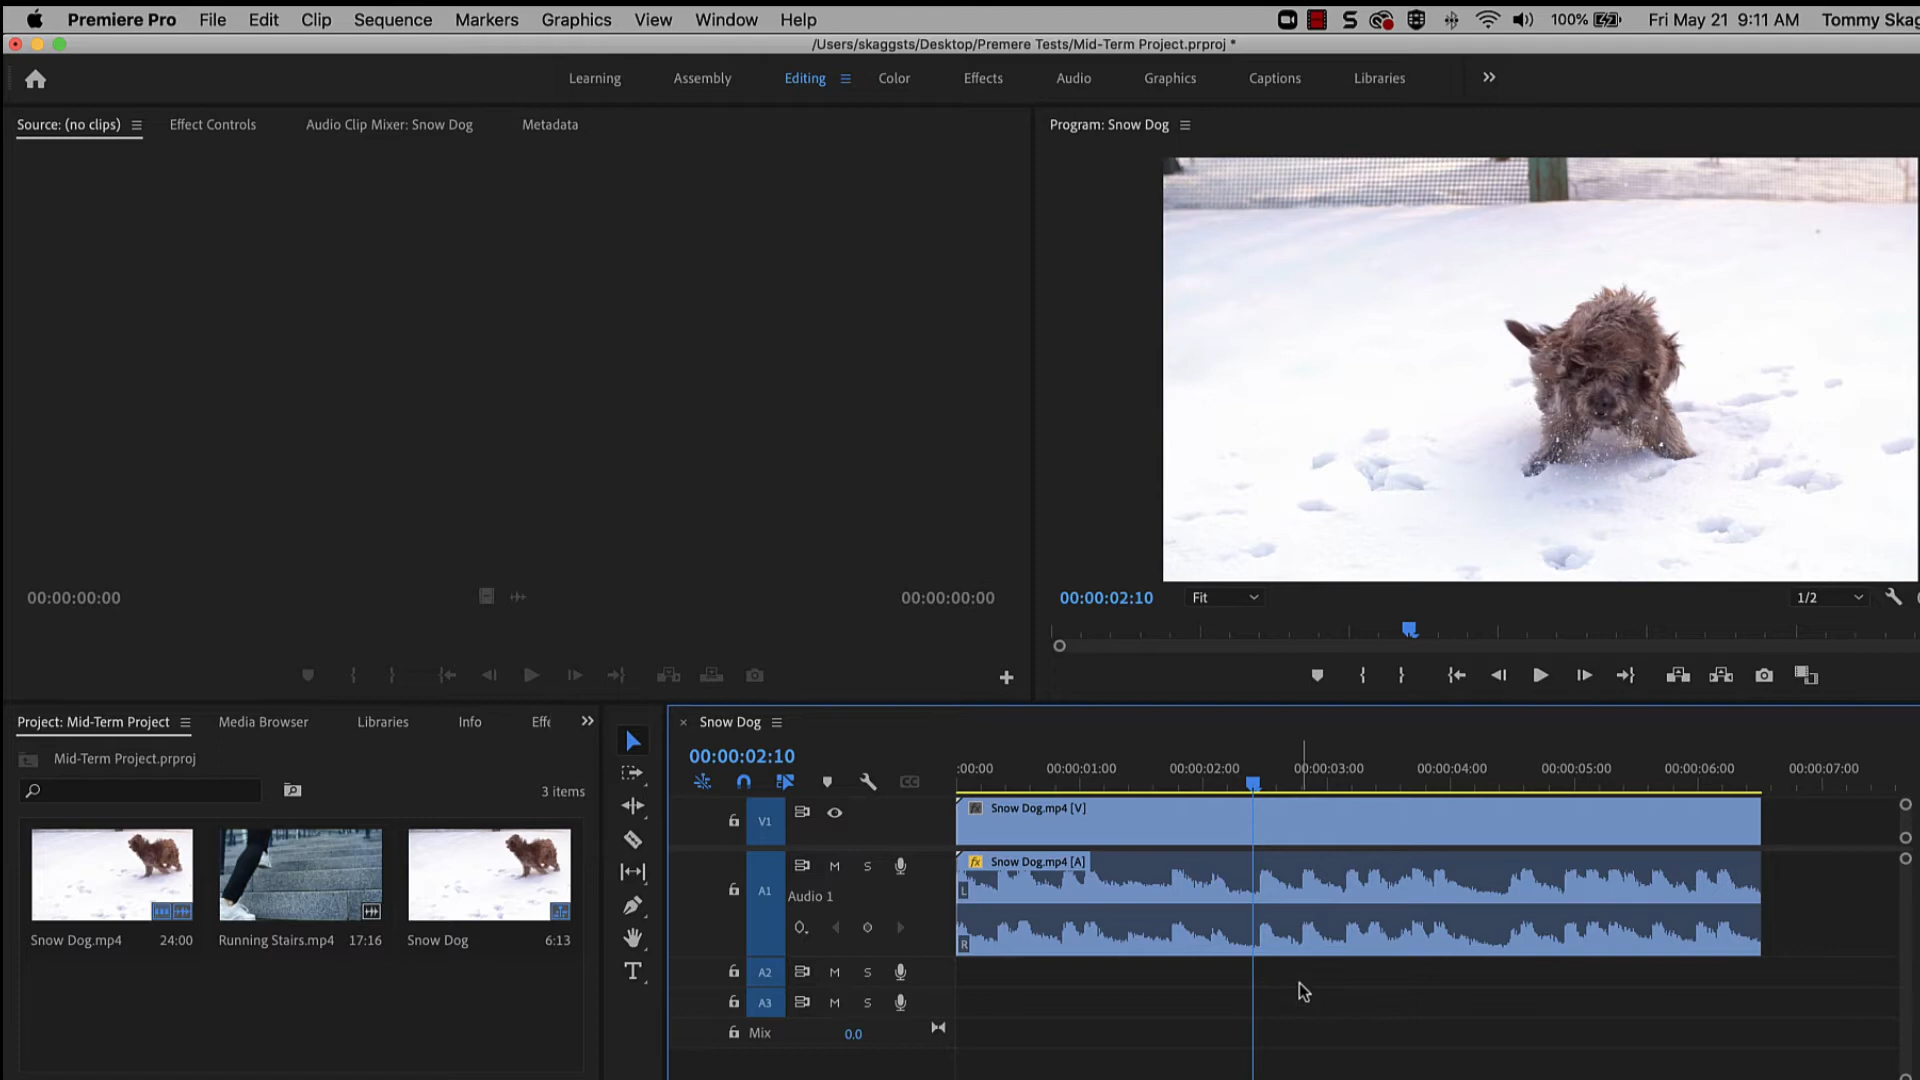 Premiere Pro File Edit Clip Sequence Markers Graphics View Window Help 100% Fri May 21 9:11 AM Tommy Skag
/Users/skaggsts/Desktop/Premere Tests/Mid-Term Project.prproj *
Learning Assembly Editing Color Effects Audio Graphics Captions Libraries
Source: (no clips) Effect Controls Audio Clip Mixer: Snow Dog Metadata
Program: Snow Dog
00:00:00:00 00:00:00:00
00:00:02:10 Fit 1/2
Project: Mid-Term Project Media Browser Libraries Info Effe
Mid-Term Project.prproj
3 items
Snow Dog.mp4 24:00 Running Stairs.mp4 17:16 Snow Dog 6:13
T
Snow Dog
00:00:02:10
:00:00 00:00:01:00 00:00:02:00 00:00:03:00 00:00:04:00 00:00:05:00 00:00:06:00 00:00:07:00
V1 fx Snow Dog.mp4 [V]
A1 M S fx Snow Dog.mp4 [A]
Audio 1 L
R
A2 M S
A3 M S
Mix 0.0